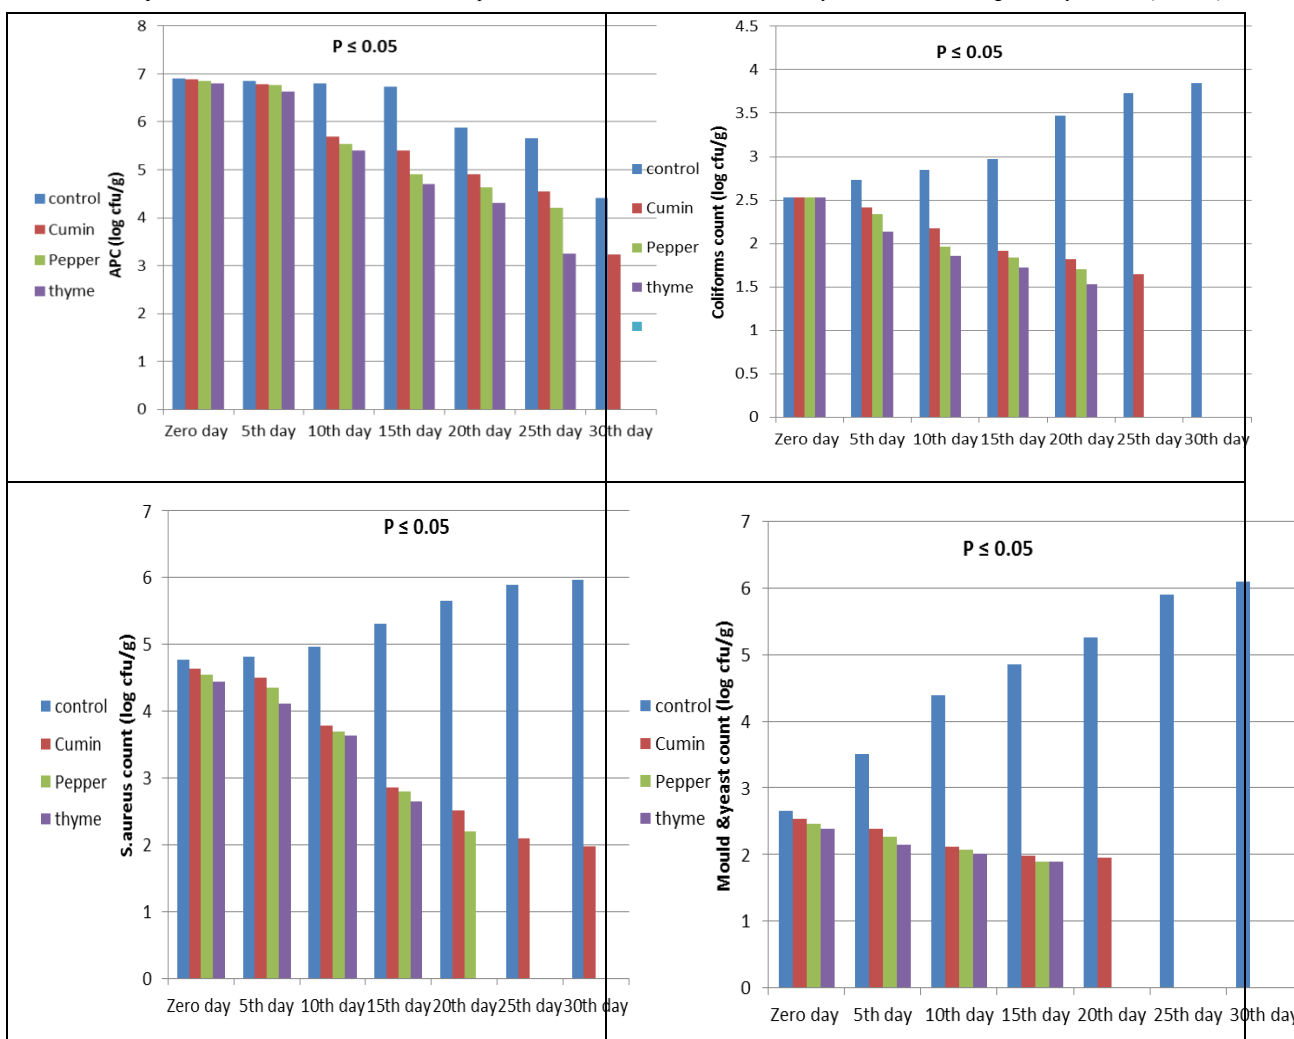 8
7
6
5
4
3
2
1
0
P ≤ 0.05
APC (log cfu/g)
control
Cumin
Pepper
thyme
Zero day 5th day 10th day 15th day 20th day 25th day 30th day
4.5
4
3.5
3
2.5
2
1.5
1
0.5
0
P ≤ 0.05
Coliforms count (log cfu/g)
control
Cumin
Pepper
thyme
Zero day 5th day 10th day 15th day 20th day 25th day 30th day
7
6
5
4
3
2
1
0
P ≤ 0.05
S.aureus count (log cfu/g)
control
Cumin
Pepper
thyme
Zero day 5th day 10th day 15th day 20th day 25th day 30th day
7
6
5
4
3
2
1
0
P ≤ 0.05
Mould &yeast count (log cfu/g)
control
Cumin
Pepper
thyme
Zero day 5th day 10th day 15th day 20th day 25th day 30th day